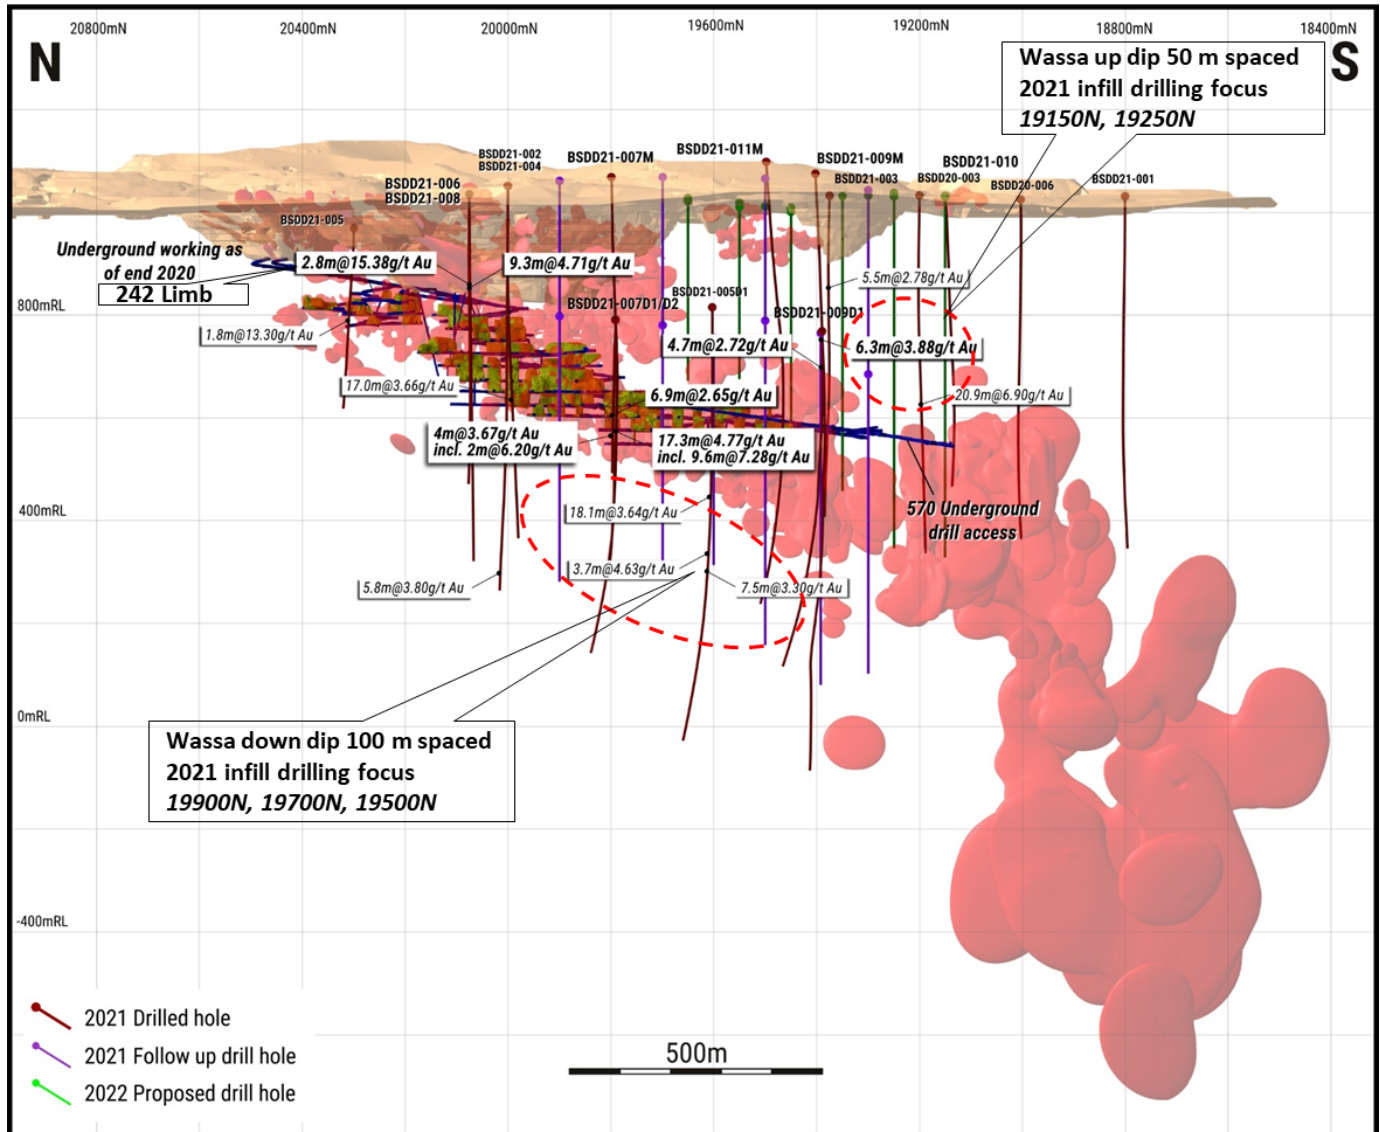 20800mN
20400mN
20000mN
19600mN
19200mN
18800mN
18400mN
N
S
Wassa up dip 50 m spaced
2021 infill drilling focus
19150N, 19250N
BSDD21-002
BSDD21-004
BSDD21-007M
BSDD21-011M
BSDD21-009M
BSDD21-010
BSDD21-006
BSDD21-008
BSDD21-003
BSDD20-003
BSDD20-006
BSDD21-001
BSDD21-005
Underground working as
of end 2020
242 Limb
2.8m@15.38g/t Au
9.3m@4.71g/t Au
5.5m@2.78g/t Au
BSDD21-007D1/D2
BSDD21-005D1
BSDD21-009D1
800mRL
1.8m@13.30g/t Au
4.7m@2.72g/t Au
6.3m@3.88g/t Au
17.0m@3.66g/t Au
6.9m@2.65g/t Au
20.9m@6.90g/t Au
4m@3.67g/t Au
incl. 2m@6.20g/t Au
17.3m@4.77g/t Au
incl. 9.6m@7.28g/t Au
400mRL
18.1m@3.64g/t Au
570 Underground
drill access
3.7m@4.63g/t Au
5.8m@3.80g/t Au
7.5m@3.30g/t Au
0mRL
Wassa down dip 100 m spaced
2021 infill drilling focus
19900N, 19700N, 19500N
-400mRL
2021 Drilled hole
2021 Follow up drill hole
2022 Proposed drill hole
500m